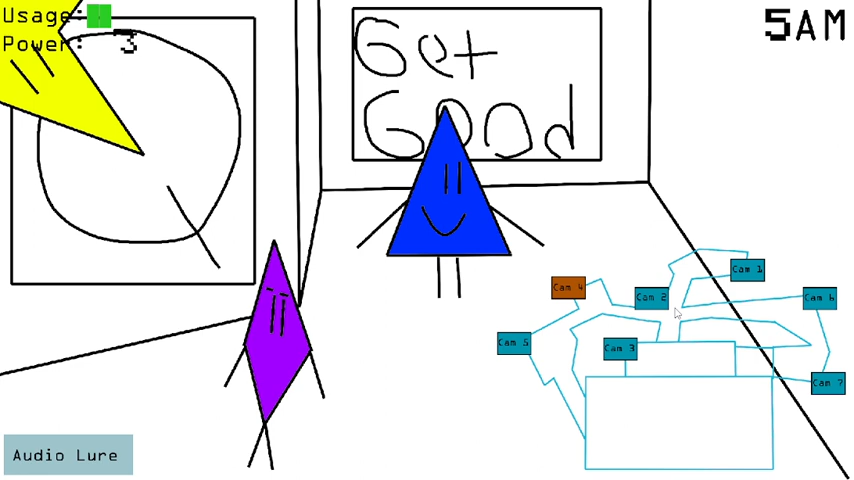 Usage:
Power: 3
5AM
Get
Good
Cam 1
Cam 4
Cam 2
Cam 6
Cam 5
Cam 3
Cam 7
Audio Lure